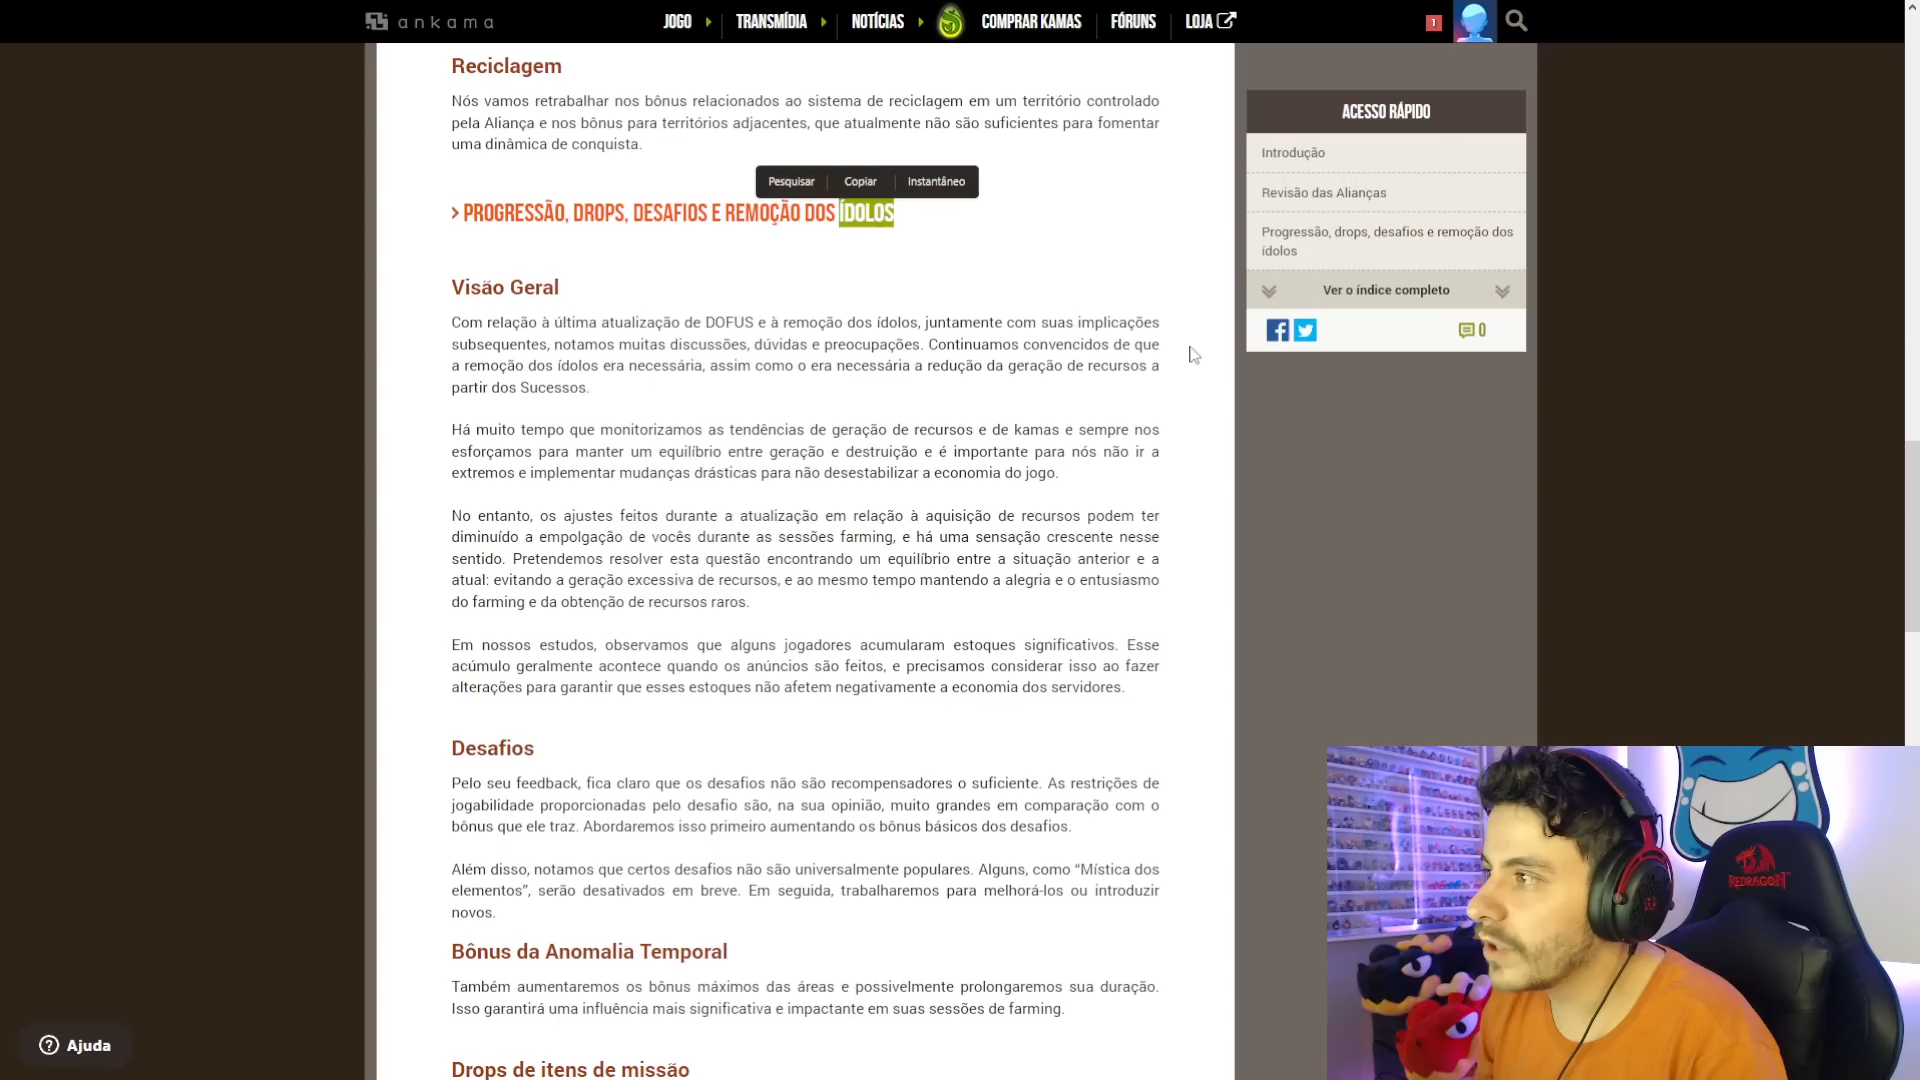 ankama
JOGO
TRANSMÍDIA
NOTÍCIAS
COMPRAR KAMAS
FÓRUNS
LOJA
1
Reciclagem
Nós vamos retrabalhar nos bônus relacionados ao sistema de reciclagem em um território controlado
pela Aliança e nos bônus para territórios adjacentes, que atualmente não são suficientes para fomentar
uma dinâmica de conquista.
Pesquisar
Copiar
Instantâneo
> PROGRESSÃO, DROPS, DESAFIOS E REMOÇÃO DOS ÍDOLOS
Visão Geral
Com relação à última atualização de DOFUS e à remoção dos ídolos, juntamente com suas implicações
subsequentes, notamos muitas discussões, dúvidas e preocupações. Continuamos convencidos de que
a remoção dos ídolos era necessária, assim como o era necessária a redução da geração de recursos a
partir dos Sucessos.
Há muito tempo que monitorizamos as tendências de geração de recursos e de kamas e sempre nos
esforçamos para manter um equilíbrio entre geração e destruição e é importante para nós não ir a
extremos e implementar mudanças drásticas para não desestabilizar a economia do jogo.
No entanto, os ajustes feitos durante a atualização em relação à aquisição de recursos podem ter
diminuído a empolgação de vocês durante as sessões farming, e há uma sensação crescente nesse
sentido. Pretendemos resolver esta questão encontrando um equilíbrio entre a situação anterior e a
atual: evitando a geração excessiva de recursos, e ao mesmo tempo mantendo a alegria e o entusiasmo
do farming e da obtenção de recursos raros.
Em nossos estudos, observamos que alguns jogadores acumularam estoques significativos. Esse
acúmulo geralmente acontece quando os anúncios são feitos, e precisamos considerar isso ao fazer
alterações para garantir que esses estoques não afetem negativamente a economia dos servidores.
Desafios
Pelo seu feedback, fica claro que os desafios não são recompensadores o suficiente. As restrições de
jogabilidade proporcionadas pelo desafio são, na sua opinião, muito grandes em comparação com o
bônus que ele traz. Abordaremos isso primeiro aumentando os bônus básicos dos desafios.
Além disso, notamos que certos desafios não são universalmente populares. Alguns, como “Mística dos
elementos”, serão desativados em breve. Em seguida, trabalharemos para melhorá-los ou introduzir
novos.
Bônus da Anomalia Temporal
Também aumentaremos os bônus máximos das áreas e possivelmente prolongaremos sua duração.
Isso garantirá uma influência mais significativa e impactante em suas sessões de farming.
Drops de itens de missão
ACESSO RÁPIDO
Introdução
Revisão das Alianças
Progressão, drops, desafios e remoção dos
ídolos
Ver o índice completo
0
Ajuda
REDRAGON